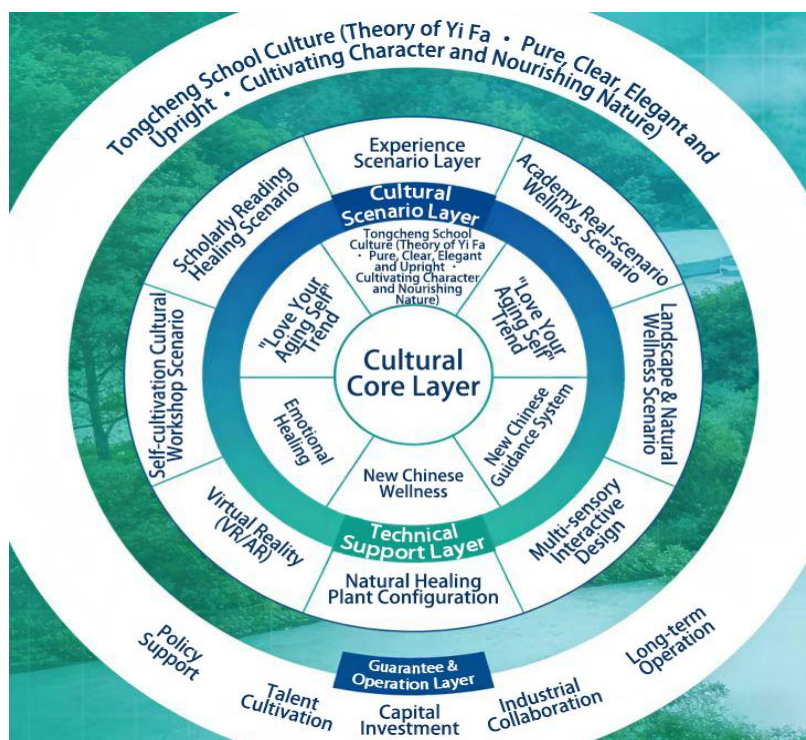 Tongcheng School Culture (Theory of Yi Fa · Pure, Clear, Elegant and
Upright · Cultivating Character and Nourishing Nature)
Experience
Scenario Layer
Scholarly Reading
Healing Scenario
Academy Real-scenario
Wellness Scenario
Cultural
Scenario Layer
Tongcheng School
Culture (Theory of Yi Fa
· Pure, Clear, Elegant
and Upright ·
Cultivating Character
and Nourishing
Nature)
"Love Your
Aging Self"
Trend
"Love Your
Aging Self"
Trend
Self-cultivation Cultural
Workshop Scenario
Landscape & Natural
Wellness Scenario
Cultural
Core Layer
Emotional
Healing
New Chinese
Guidance System
New Chinese
Wellness
Virtual Reality
(VR/AR)
Technical
Support Layer
Multi-sensory
Interactive
Design
Natural Healing
Plant Configuration
Policy
Support
Guarantee &
Operation Layer
Long-term
Operation
Talent
Cultivation
Capital
Investment
Industrial
Collaboration